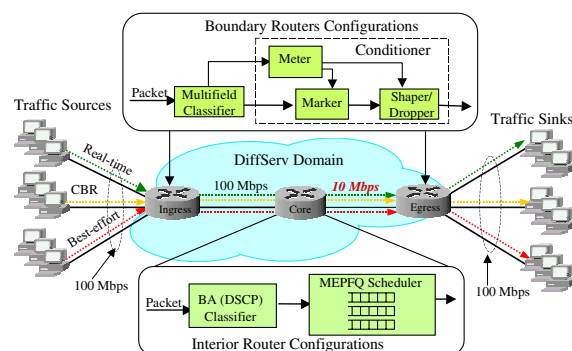 Boundary Routers Configurations
Conditioner
Meter
Packet
Multifield
Classifier
Marker
Shaper/
Dropper
Traffic Sources
Traffic Sinks
Real-time
CBR
Best-effort
DiffServ Domain
100 Mbps
10 Mbps
Ingress
Core
Egress
100 Mbps
100 Mbps
Packet
BA (DSCP)
Classifier
MEPFQ Scheduler
Interior Router Configurations